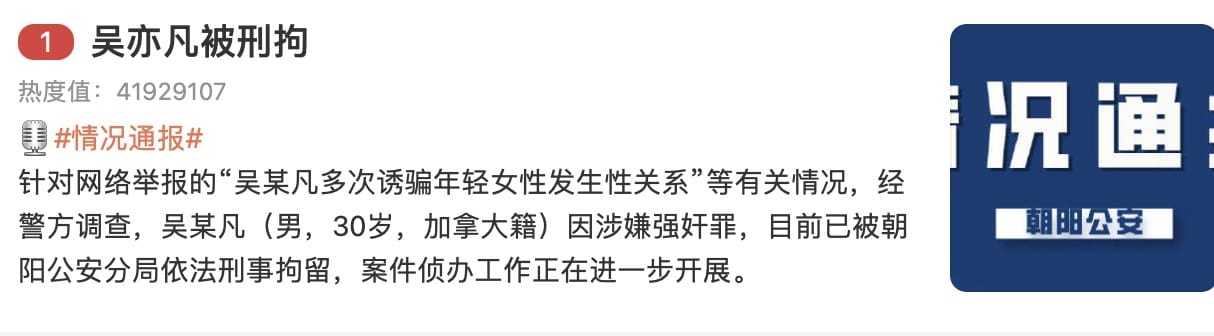 1 吴亦凡被刑拘
热度值：41929107
#情况通报#
针对网络举报的“吴某凡多次诱骗年轻女性发生性关系”等有关情况，经
警方调查，吴某凡（男，30岁，加拿大籍）因涉嫌强奸罪，目前已被朝
阳公安分局依法刑事拘留，案件侦办工作正在进一步开展。
况通
朝阳公安